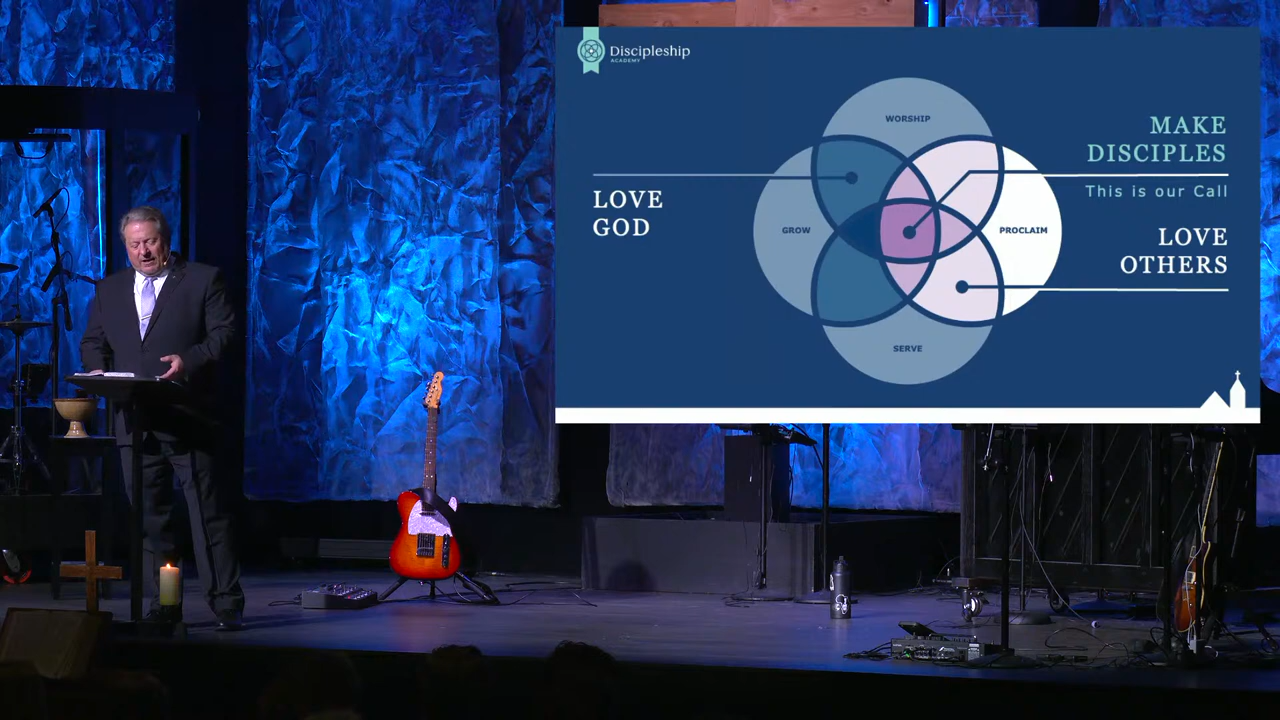 Discipleship
ACADEMY
WORSHIP
MAKE
DISCIPLES
This is our Call
LOVE
GOD
GROW
PROCLAIM
LOVE
OTHERS
SERVE